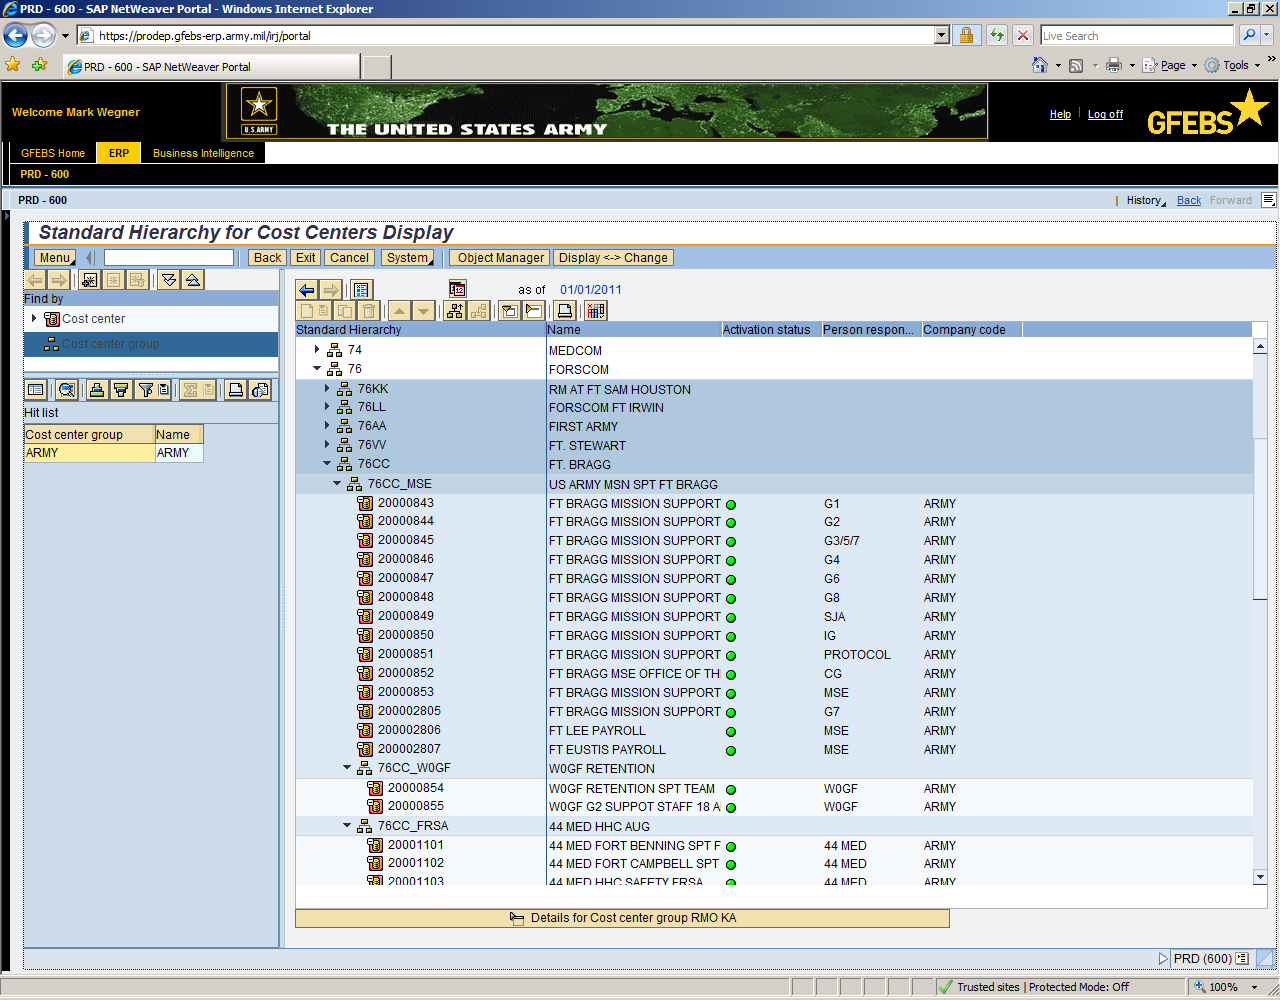 PRD - 600 - SAP NetWeaver Portal - Windows Internet Explorer
https://prodep.gfebs-erp.army.mil/irj/portal
Live Search
PRD - 600 - SAP NetWeaver Portal
Page
Tools
Welcome Mark Wegner
U.S.ARMY
THE UNITED STATES ARMY
Help
Log off
GFEBS
GFEBS Home
ERP
Business Intelligence
PRD - 600
PRD - 600
History
Back
Forward
Standard Hierarchy for Cost Centers Display
Menu
Back
Exit
Cancel
System
Object Manager
Display <-> Change
Find by
Cost center
Cost center group
Hit list
Cost center group Name
ARMY ARMY
as of 01/01/2011
Standard Hierarchy Name Activation status Person respon... Company code
74 MEDCOM
76 FORSCOM
76KK RM AT FT SAM HOUSTON
76LL FORSCOM FT IRWIN
76AA FIRST ARMY
76VV FT. STEWART
76CC FT. BRAGG
76CC_MSE US ARMY MSN SPT FT BRAGG
20000843 FT BRAGG MISSION SUPPORT G1 ARMY
20000844 FT BRAGG MISSION SUPPORT G2 ARMY
20000845 FT BRAGG MISSION SUPPORT G3/5/7 ARMY
20000846 FT BRAGG MISSION SUPPORT G4 ARMY
20000847 FT BRAGG MISSION SUPPORT G6 ARMY
20000848 FT BRAGG MISSION SUPPORT G8 ARMY
20000849 FT BRAGG MISSION SUPPORT SJA ARMY
20000850 FT BRAGG MISSION SUPPORT IG ARMY
20000851 FT BRAGG MISSION SUPPORT PROTOCOL ARMY
20000852 FT BRAGG MSE OFFICE OF TH CG ARMY
20000853 FT BRAGG MISSION SUPPORT MSE ARMY
200002805 FT BRAGG MISSION SUPPORT G7 ARMY
200002806 FT LEE PAYROLL MSE ARMY
200002807 FT EUSTIS PAYROLL MSE ARMY
76CC_W0GF W0GF RETENTION
20000854 W0GF RETENTION SPT TEAM W0GF ARMY
20000855 W0GF G2 SUPPOT STAFF 18 A W0GF ARMY
76CC_FRSA 44 MED HHC AUG
20001101 44 MED FORT BENNING SPT F 44 MED ARMY
20001102 44 MED FORT CAMPBELL SPT 44 MED ARMY
20001103 44 MED HHC SAFETY FRSA 44 MED ARMY
Details for Cost center group RMO KA
PRD (600)
Trusted sites | Protected Mode: Off
100%